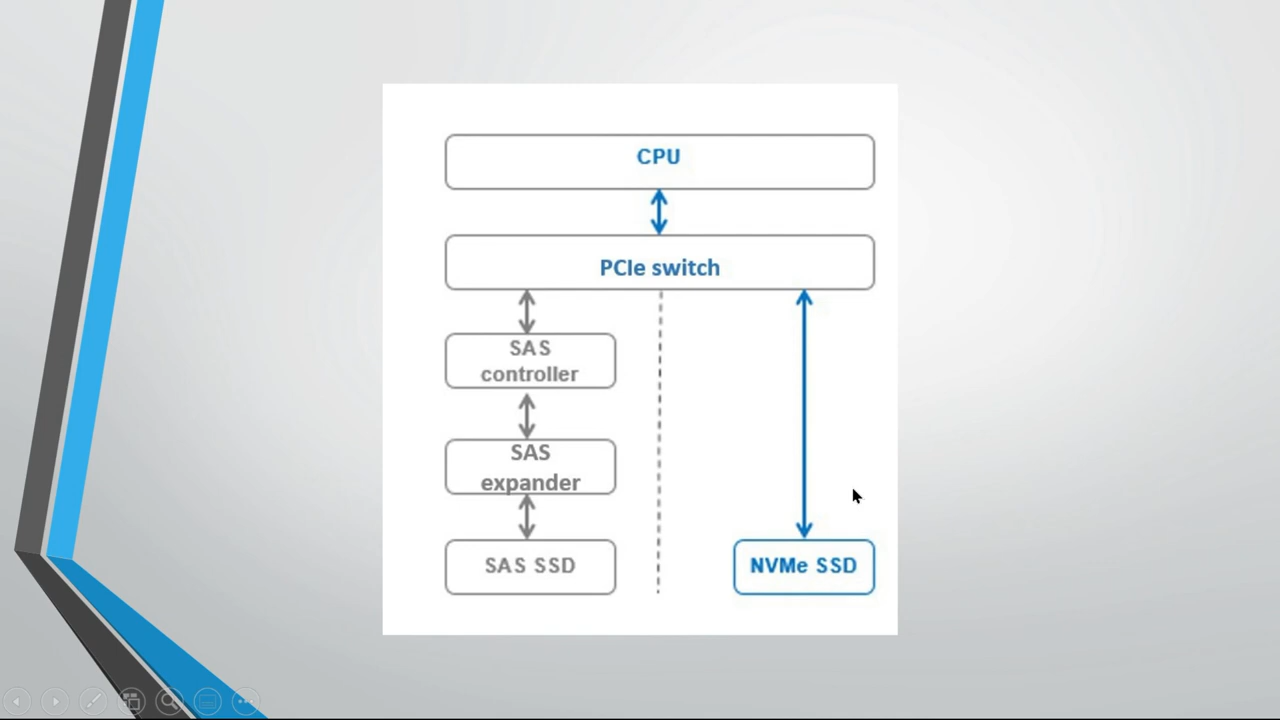 CPU
PCIe switch
SAS
controller
SAS
expander
SAS SSD
NVMe SSD